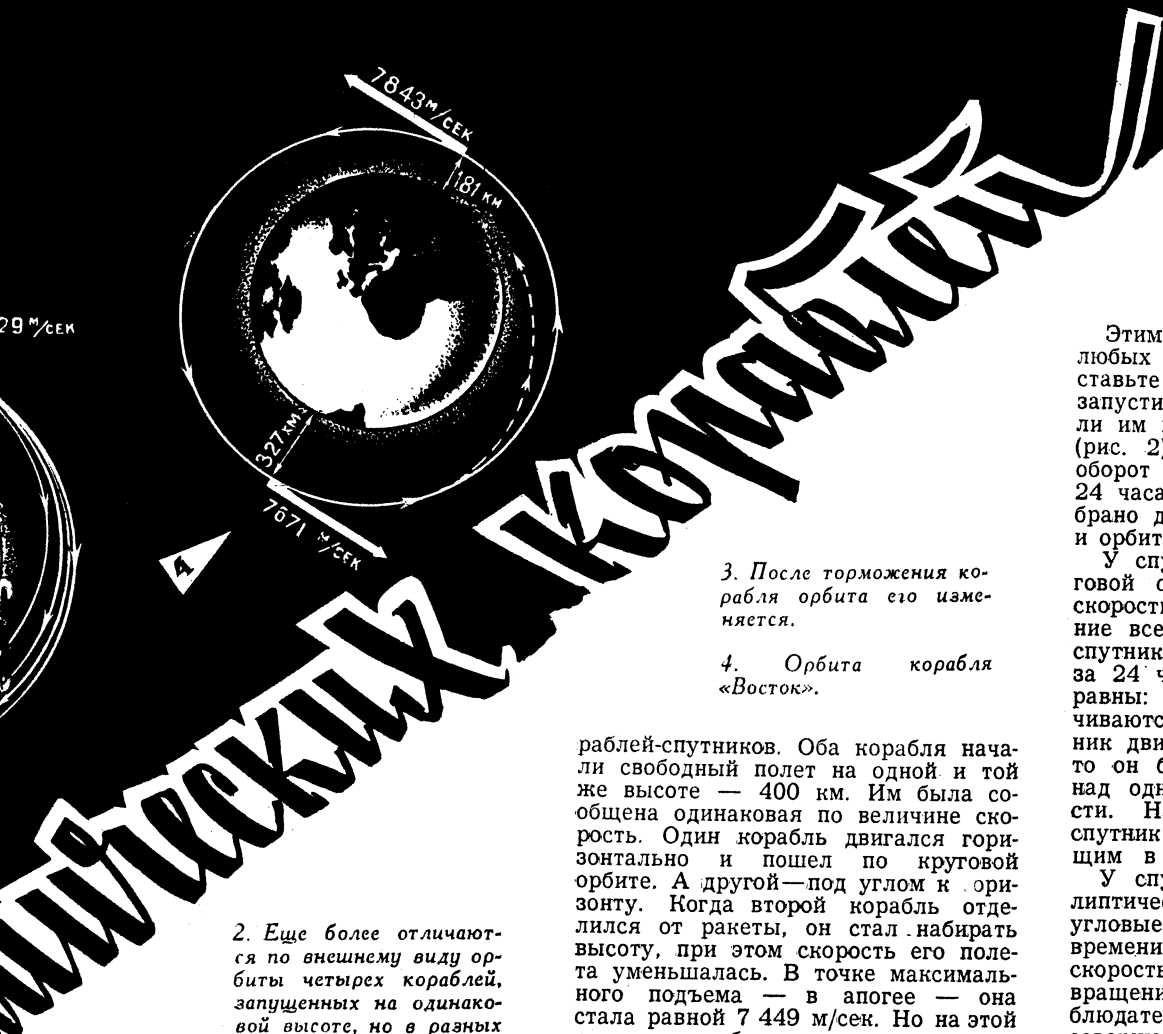 7843 м/СЕК
181 км
29 м/СЕК
327 км
7671 м/СЕК
4
ических кораблей
3. После торможения ко-
рабля орбита его изме-
няется.
4. Орбита корабля
«Восток».
раблей-спутников. Оба корабля нача-
ли свободный полет на одной и той
же высоте — 400 км. Им была со-
общена одинаковая по величине ско-
рость. Один корабль двигался гори-
зонтально и пошел по круговой
орбите. А другой—под углом к ори-
зонту. Когда второй корабль отде-
лился от ракеты, он стал набирать
высоту, при этом скорость его поле-
та уменьшалась. В точке максималь-
ного подъема — в апогее — она
стала равной 7 449 м/сек. Но на этой
2. Еще более отличают-
ся по внешнему виду ор-
биты четырех кораблей,
запущенных на одинако-
вой высоте, но в разных
Этим
любых
ставьте
запусти
ли им
(рис. 2)
оборот
24 часа
брано д
и орбит
У сп
говой
скорост
ние все
спутник
за 24 ч
равны:
чиваютс
ник дви
то он б
над одн
сти. Н
спутник
щим в
У сп
липтичес
угловые
времени
скорость
вращени
блюдате